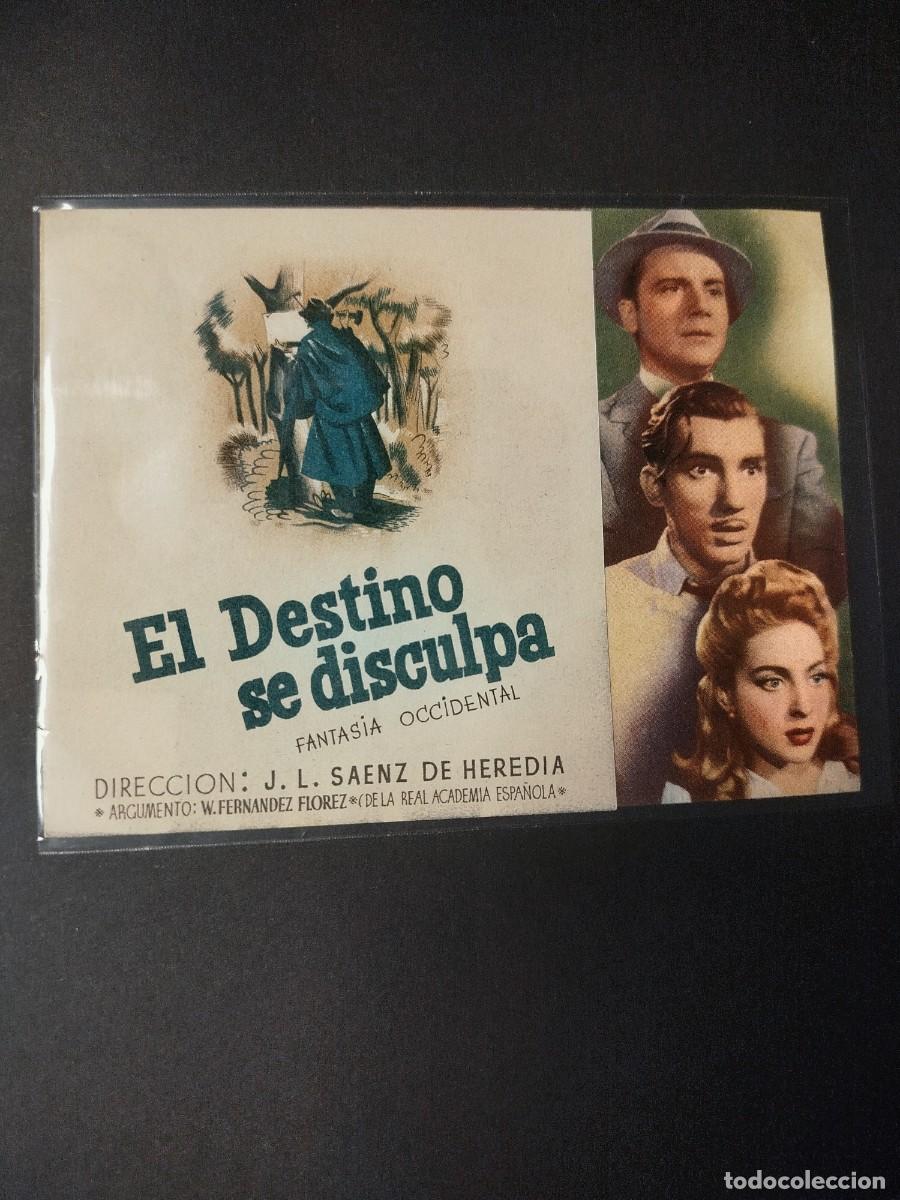 El Destino
se disculpa
FANTASIA OCCIDENTAL
DIRECCION: J. L. SAENZ DE HEREDIA
* ARGUMENTO: W. FERNANDEZ FLOREZ * (DE LA REAL ACADEMIA ESPAÑOLA *
todocoleccion